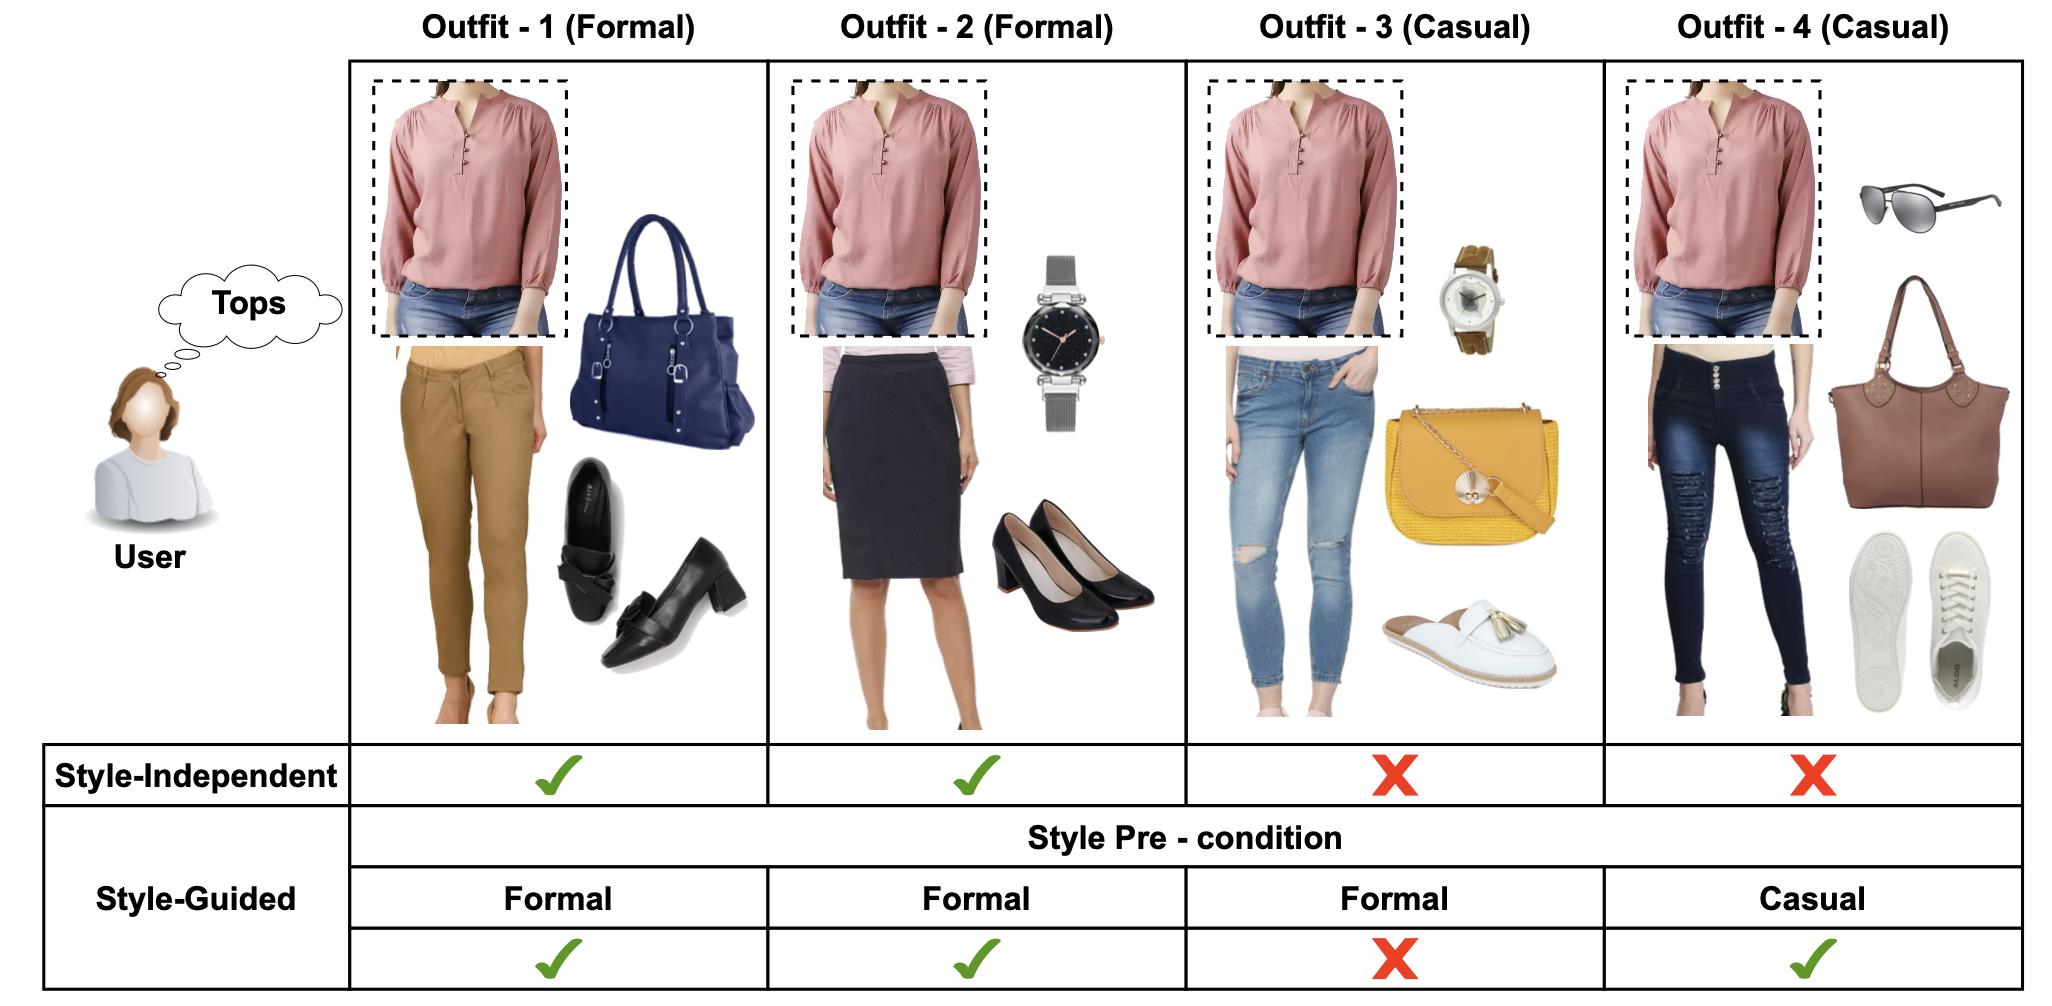 Outfit - 1 (Formal)
Outfit - 2 (Formal)
Outfit - 3 (Casual)
Outfit - 4 (Casual)
Tops
User
ALDO
Style-Independent
Style Pre - condition
Style-Guided
Formal
Formal
Formal
Casual